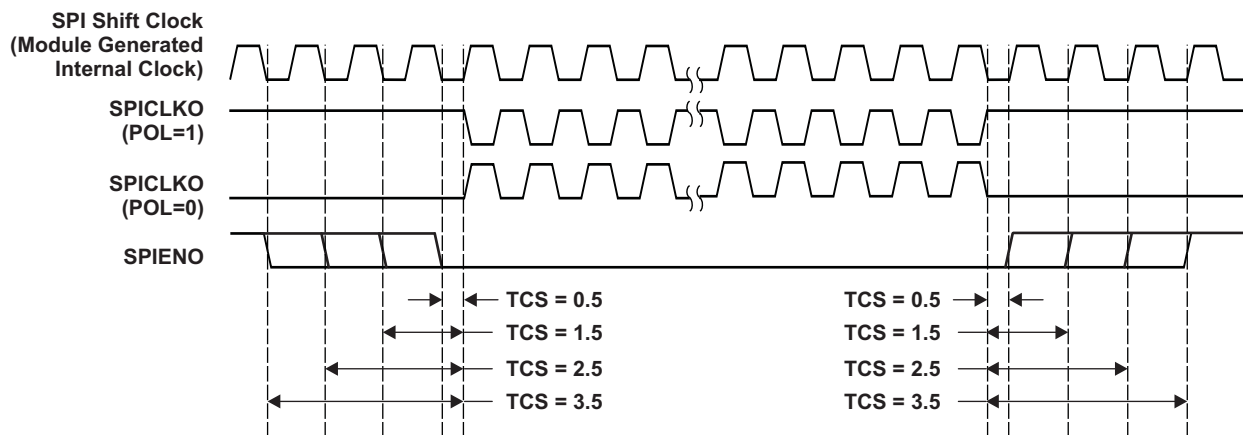 SPI Shift Clock
(Module Generated
Internal Clock)
SPICLKO
(POL=1)
SPICLKO
(POL=0)
SPIENO
TCS = 0.5
TCS = 0.5
TCS = 1.5
TCS = 1.5
TCS = 2.5
TCS = 2.5
TCS = 3.5
TCS = 3.5